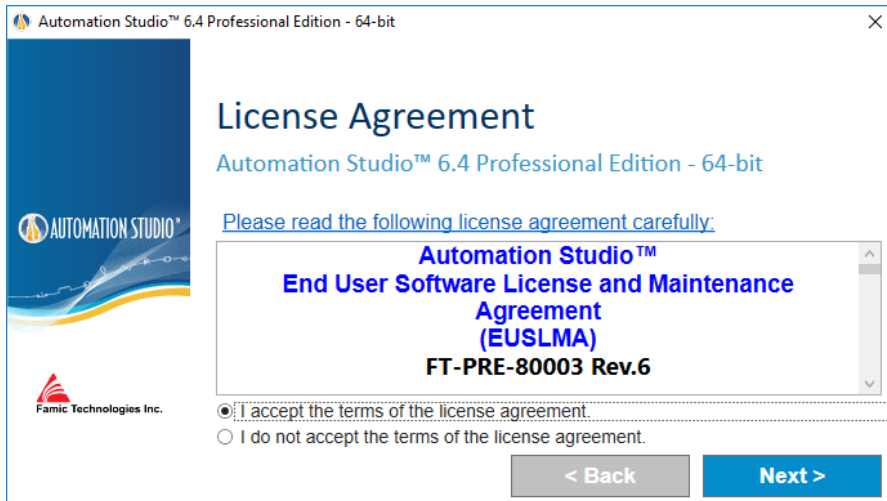 Automation Studio™ 6.4 Professional Edition - 64-bit
License Agreement
Automation Studio™ 6.4 Professional Edition - 64-bit
AUTOMATION STUDIO™
Please read the following license agreement carefully:
Automation Studio™
End User Software License and Maintenance
Agreement
(EUSLMA)
FT-PRE-80003 Rev.6
Famic Technologies Inc.
I accept the terms of the license agreement.
I do not accept the terms of the license agreement.
< Back
Next >